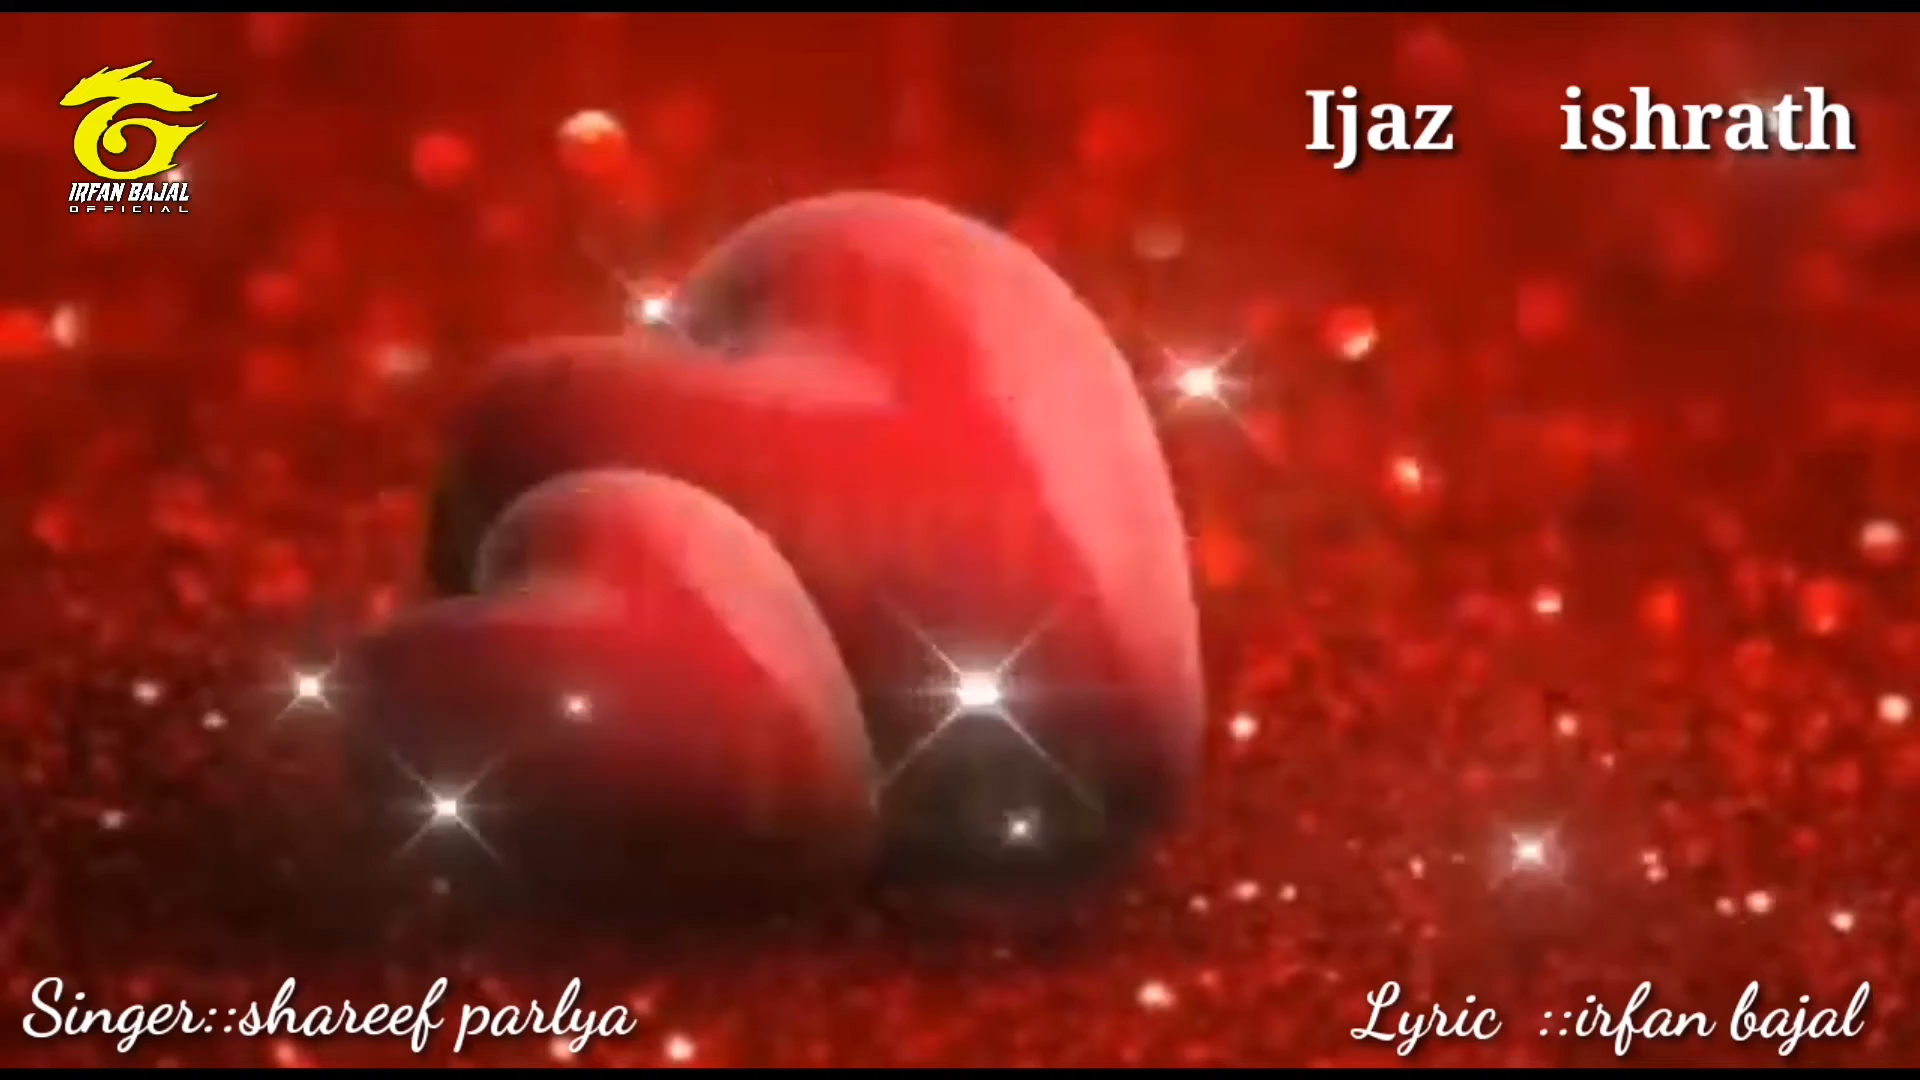 Ijaz ishrath
IRFAN BAJAL
OFFICIAL
Singer::shareef parlya
Lyric ::irfan bajal